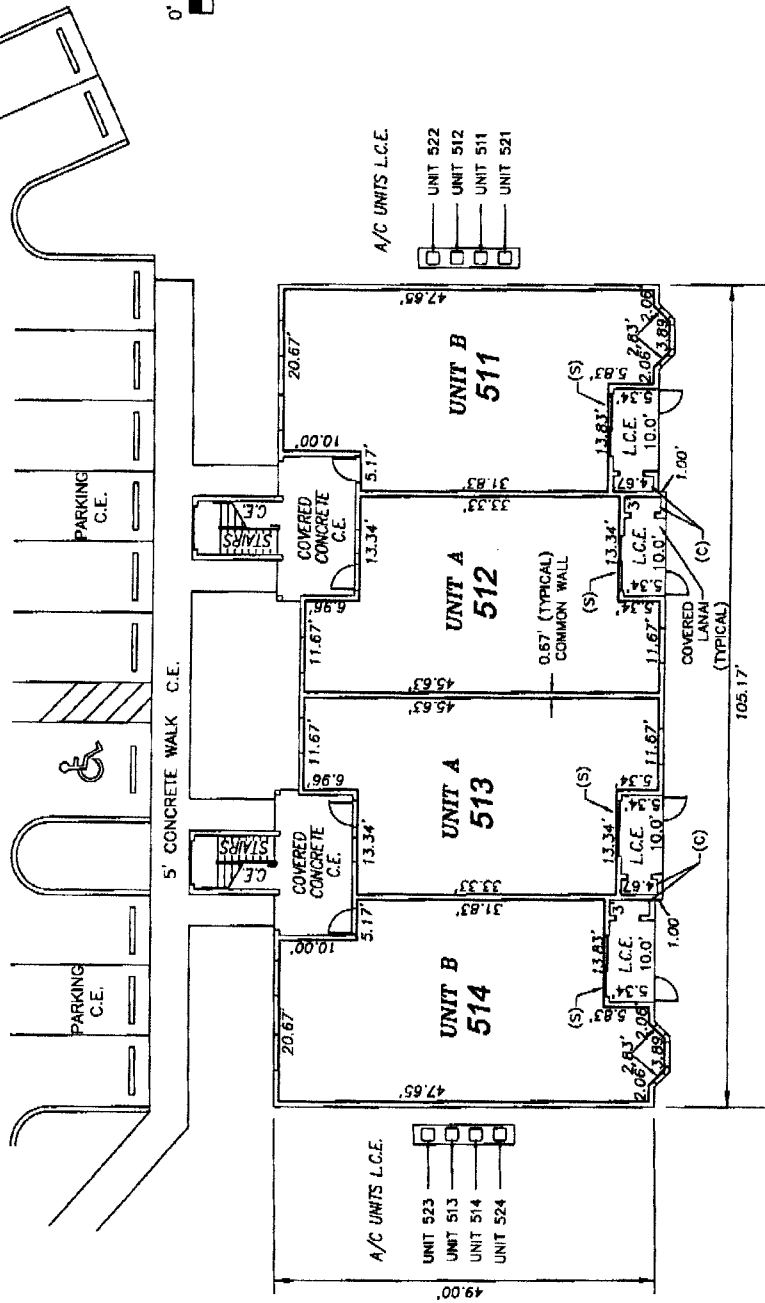 0'
PARKING
C.E.
PARKING
C.E.
5' CONCRETE WALK C.E.
STAIRS
C.E.
STAIRS
C.E.
COVERED
CONCRETE
C.E.
COVERED
CONCRETE
C.E.
A/C UNITS L.C.E.
UNIT 523
UNIT 513
UNIT 514
UNIT 524
A/C UNITS L.C.E.
UNIT 522
UNIT 512
UNIT 511
UNIT 521
20.67'
10.00'
5.17'
47.65'
UNIT B
514
31.83'
13.83'
(S)
5.83'
5.34'
L.C.E.
10.0'
3'
2.06'
2.83'
3.89'
2.06'
1.00'
11.67'
6.96'
13.34'
45.63'
UNIT A
513
33.33'
13.34'
(S)
5.34'
5.34'
L.C.E.
10.0'
4.67'
11.67'
(C)
11.67'
6.96'
13.34'
45.63'
UNIT A
512
33.33'
0.67' (TYPICAL)
COMMON WALL
13.34'
(S)
5.34'
5.34'
L.C.E.
10.0'
3'
11.67'
COVERED
LANAI
(TYPICAL)
(C)
20.67'
10.00'
5.17'
47.65'
UNIT B
511
31.83'
13.83'
(S)
5.83'
5.34'
L.C.E.
10.0'
4.67
2.06'
2.83'
3.89'
2.06'
1.00'
105.17'
49.00'